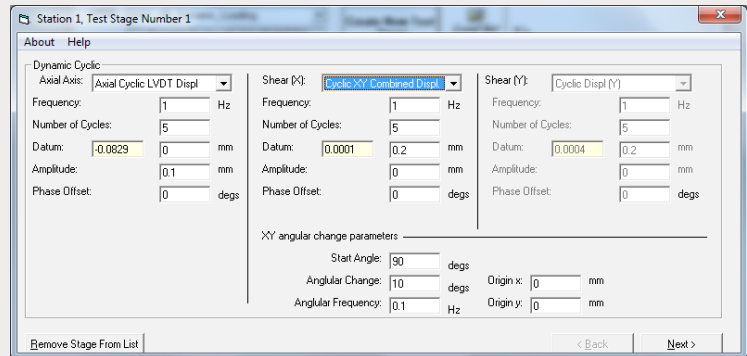 Station 1, Test Stage Number 1
About Help
Dynamic Cyclic
Axial Axis: Axial Cyclic LVDT Displ
Frequency: 1 Hz
Number of Cycles: 5
Datum: -0.0829 0 mm
Amplitude: 0.1 mm
Phase Offset: 0 degs
Shear (X): Cyclic XY Combined Displ.
Frequency: 1 Hz
Number of Cycles: 5
Datum: 0.0001 0.2 mm
Amplitude: 0 mm
Phase Offset: 0 degs
Shear (Y): Cyclic Displ (Y)
Frequency: 1 Hz
Number of Cycles: 5
Datum: 0.0004 0.2 mm
Amplitude: 0 mm
Phase Offset: 0 degs
XY angular change parameters
Start Angle: 90 degs
Anglular Change: 10 degs Origin x: 0 mm
Anglular Frequency: 0.1 Hz Origin y: 0 mm
Remove Stage From List < Back Next >